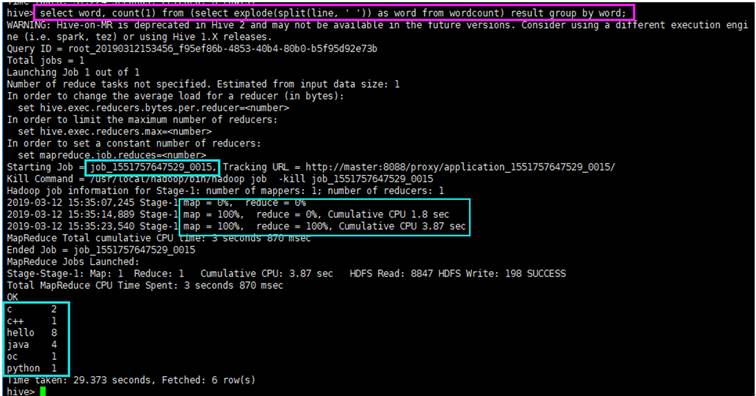 hive> select word, count(1) from (select explode(split(line, ' ')) as word from wordcount) result group by word;
WARNING: Hive-on-MR is deprecated in Hive 2 and may not be available in the future versions. Consider using a different execution engi
ne (i.e. spark, tez) or using Hive 1.X releases.
Query ID = root_20190312153456_f95ef86b-4853-40b4-80b0-b5f95d92e73b
Total jobs = 1
Launching Job 1 out of 1
Number of reduce tasks not specified. Estimated from input data size: 1
In order to change the average load for a reducer (in bytes):
  set hive.exec.reducers.bytes.per.reducer=<number>
In order to limit the maximum number of reducers:
  set hive.exec.reducers.max=<number>
In order to set a constant number of reducers:
  set mapreduce.job.reduces=<number>
Starting Job = job_1551757647529_0015, Tracking URL = http://master:8088/proxy/application_1551757647529_0015/
Kill Command = /usr/local/hadoop/bin/hadoop job  -kill job_1551757647529_0015
Hadoop job information for Stage-1: number of mappers: 1; number of reducers: 1
2019-03-12 15:35:07,245 Stage-1 map = 0%,  reduce = 0%
2019-03-12 15:35:14,889 Stage-1 map = 100%,  reduce = 0%, Cumulative CPU 1.8 sec
2019-03-12 15:35:23,540 Stage-1 map = 100%,  reduce = 100%, Cumulative CPU 3.87 sec
MapReduce Total cumulative CPU time: 3 seconds 870 msec
Ended Job = job_1551757647529_0015
MapReduce Jobs Launched:
Stage-Stage-1: Map: 1  Reduce: 1   Cumulative CPU: 3.87 sec   HDFS Read: 8847 HDFS Write: 198 SUCCESS
Total MapReduce CPU Time Spent: 3 seconds 870 msec
OK
c       2
c++     1
hello   8
java    4
oc      1
python  1
Time taken: 29.373 seconds, Fetched: 6 row(s)
hive>